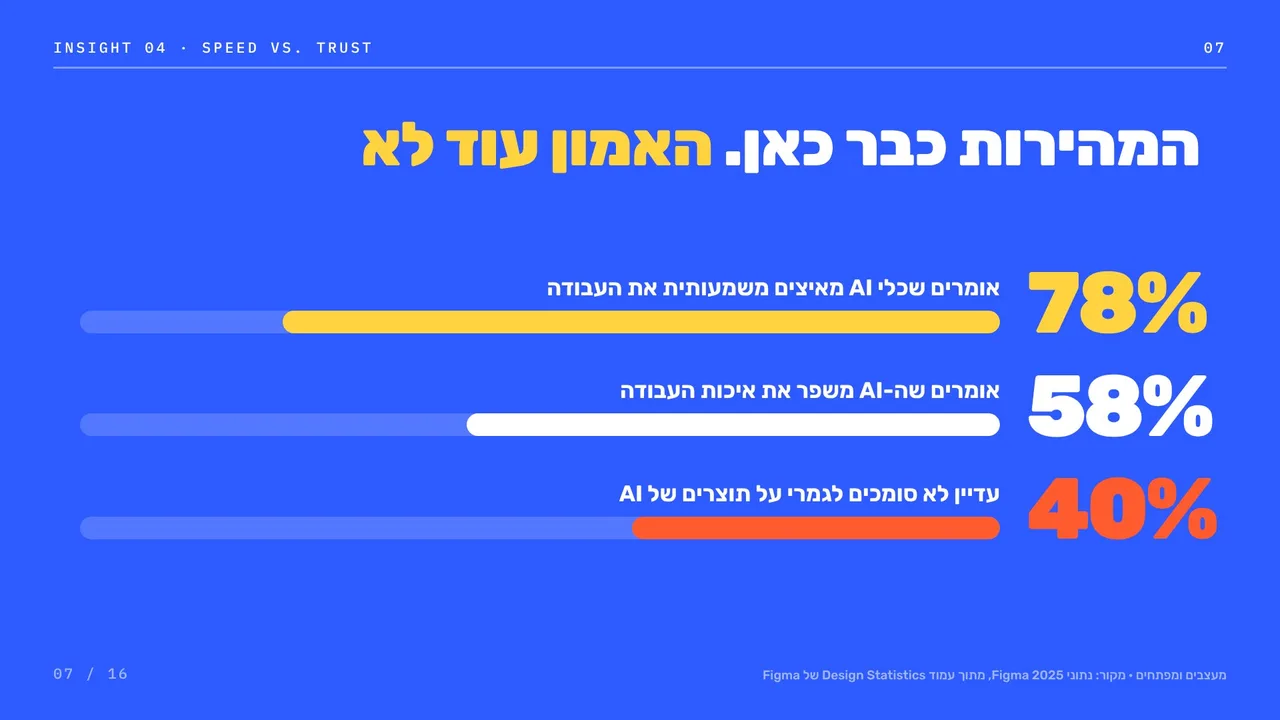 INSIGHT 04 · SPEED VS. TRUST
07
המהירות כבר כאן. האמון עוד לא
78%
אומרים שכלי AI מאיצים משמעותית את העבודה
58%
אומרים שה-AI משפר את איכות העבודה
40%
עדיין לא סומכים לגמרי על תוצרים של AI
מעצבים ומפתחים · מקור: נתוני Figma 2025, מתוך עמוד Design Statistics של Figma
07 / 16